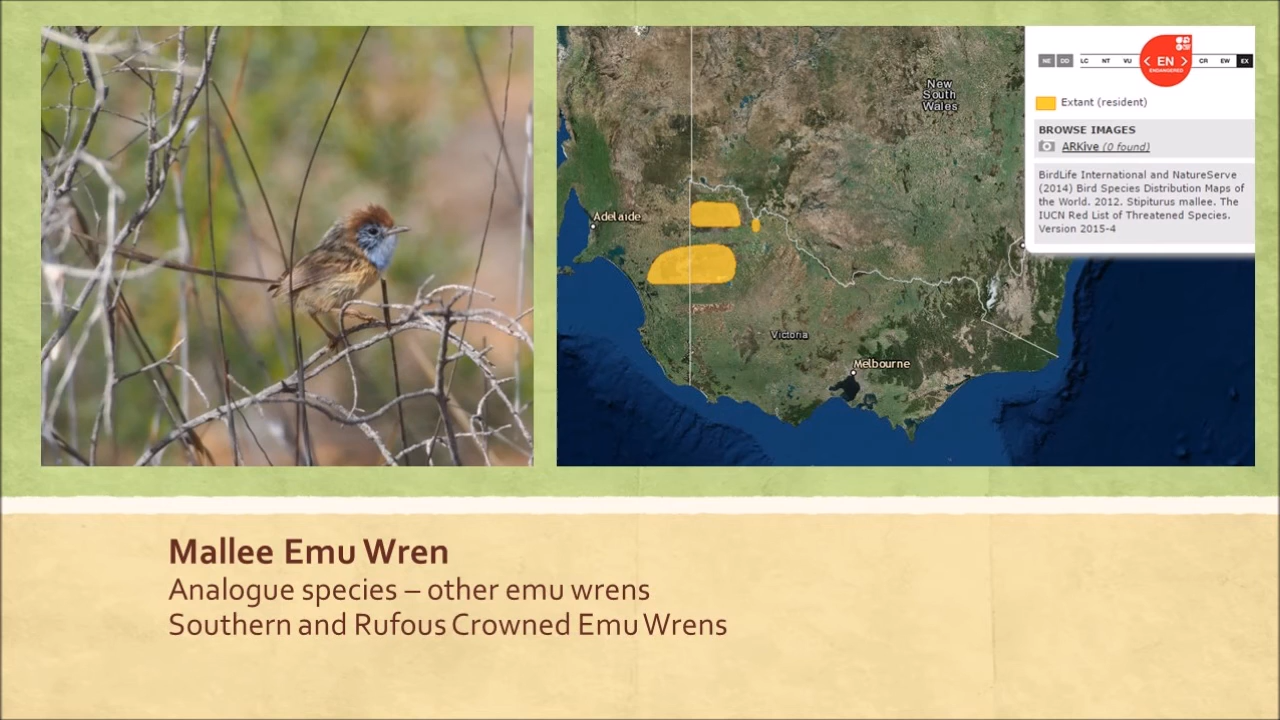 New
South
Wales
Adelaide
Victoria
Melbourne
NE DD LC NT VU < EN > CR EW EX
ENDANGERED
Extant (resident)
BROWSE IMAGES
ARKive (0 found)
BirdLife International and NatureServe
(2014) Bird Species Distribution Maps of
the World. 2012. Stipiturus mallee. The
IUCN Red List of Threatened Species.
Version 2015-4
Mallee Emu Wren
Analogue species – other emu wrens
Southern and Rufous Crowned Emu Wrens